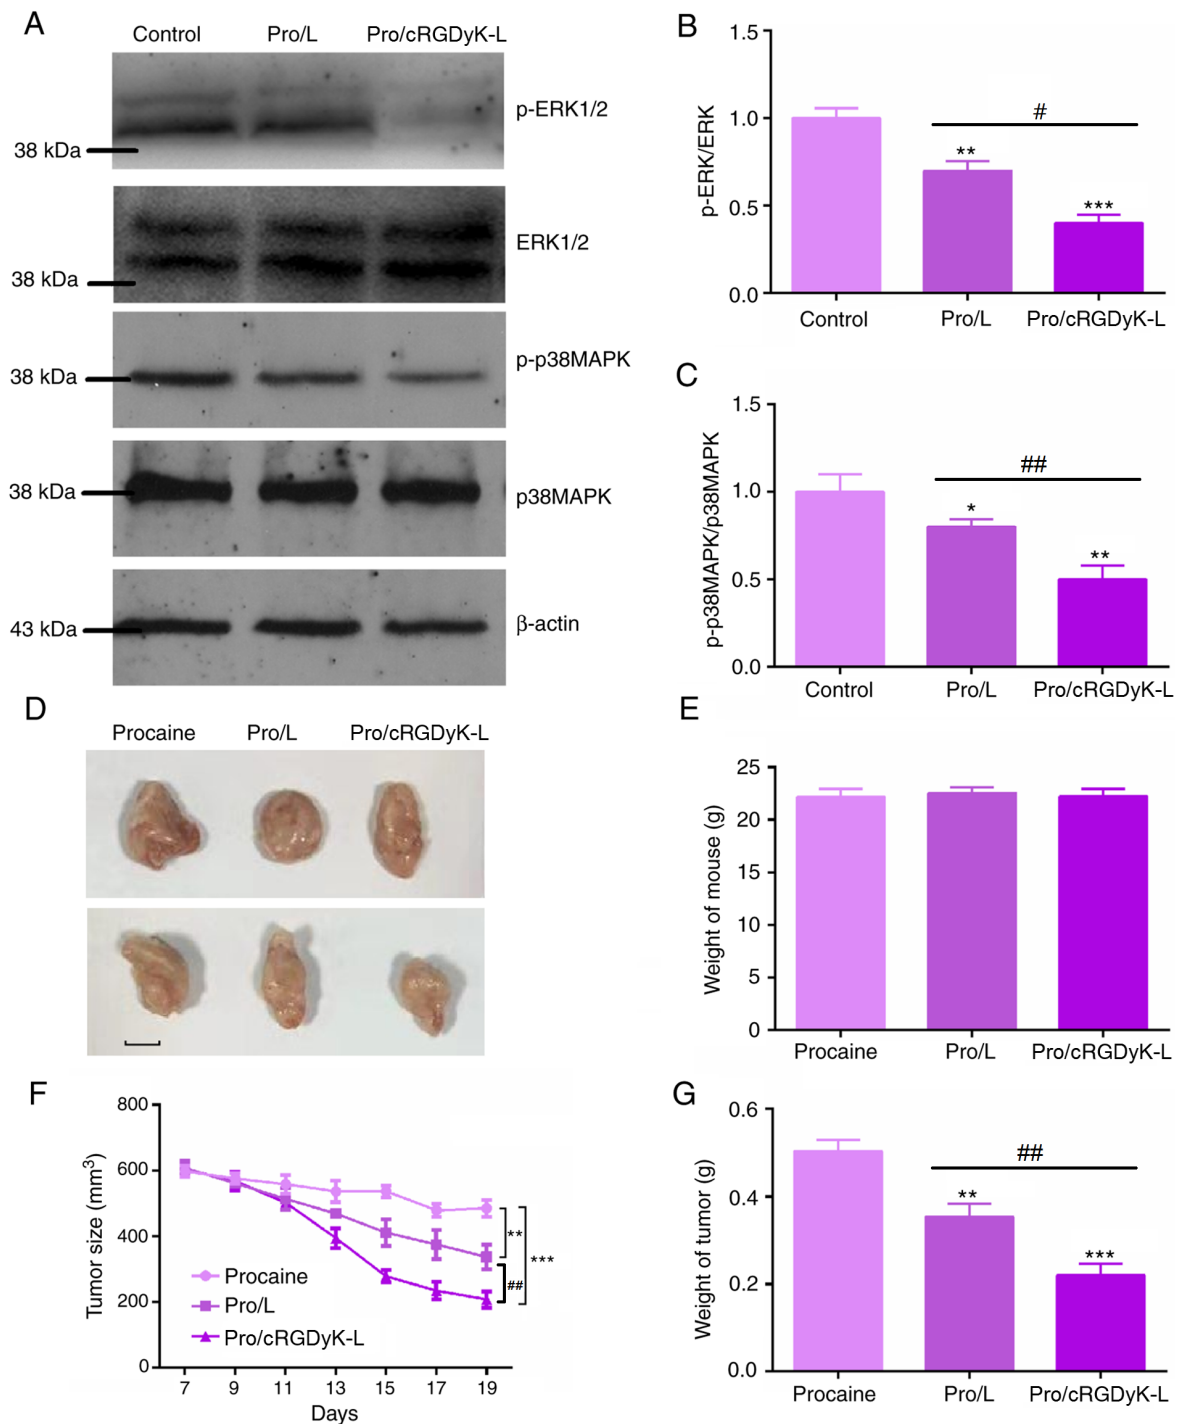 A
Control Pro/L Pro/cRGDyK-L
p-ERK1/2
38 kDa
ERK1/2
38 kDa
p-p38MAPK
38 kDa
p38MAPK
38 kDa
β-actin
43 kDa
B
1.5
1.0
0.5
0.0
p-ERK/ERK
#
**
***
Control Pro/L Pro/cRGDyK-L
C
1.5
1.0
0.5
0.0
p-p38MAPK/p38MAPK
##
*
**
Control Pro/L Pro/cRGDyK-L
D
Procaine Pro/L Pro/cRGDyK-L
E
25
20
15
10
5
0
Weight of mouse (g)
Procaine Pro/L Pro/cRGDyK-L
F
800
600
400
200
0
Tumor size (mm³)
Procaine
Pro/L
Pro/cRGDyK-L
**
***
##
7 9 11 13 15 17 19
Days
G
0.6
0.4
0.2
0.0
Weight of tumor (g)
##
**
***
Procaine Pro/L Pro/cRGDyK-L